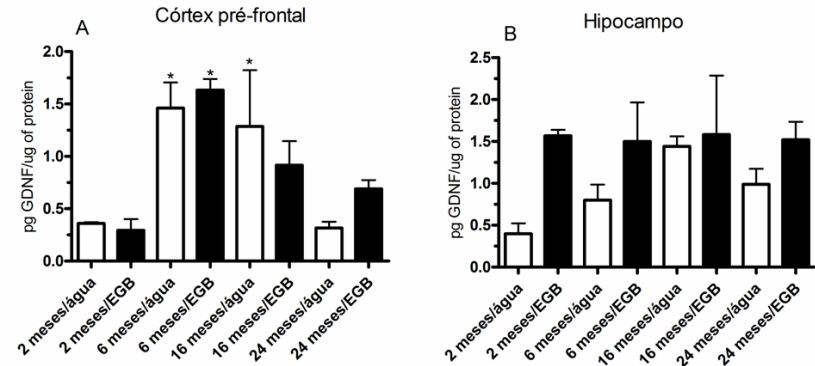 A
Córtex pré-frontal
pg GDNF/ug of protein
2.0
1.5
1.0
0.5
0.0
*
*
*
2 meses/água
2 meses/EGB
6 meses/água
6 meses/EGB
16 meses/água
16 meses/EGB
24 meses/água
24 meses/EGB
B
Hipocampo
pg GDNF/ug of protein
2.5
2.0
1.5
1.0
0.5
0.0
2 meses/água
2 meses/EGB
6 meses/água
6 meses/EGB
16 meses/água
16 meses/EGB
24 meses/água
24 meses/EGB